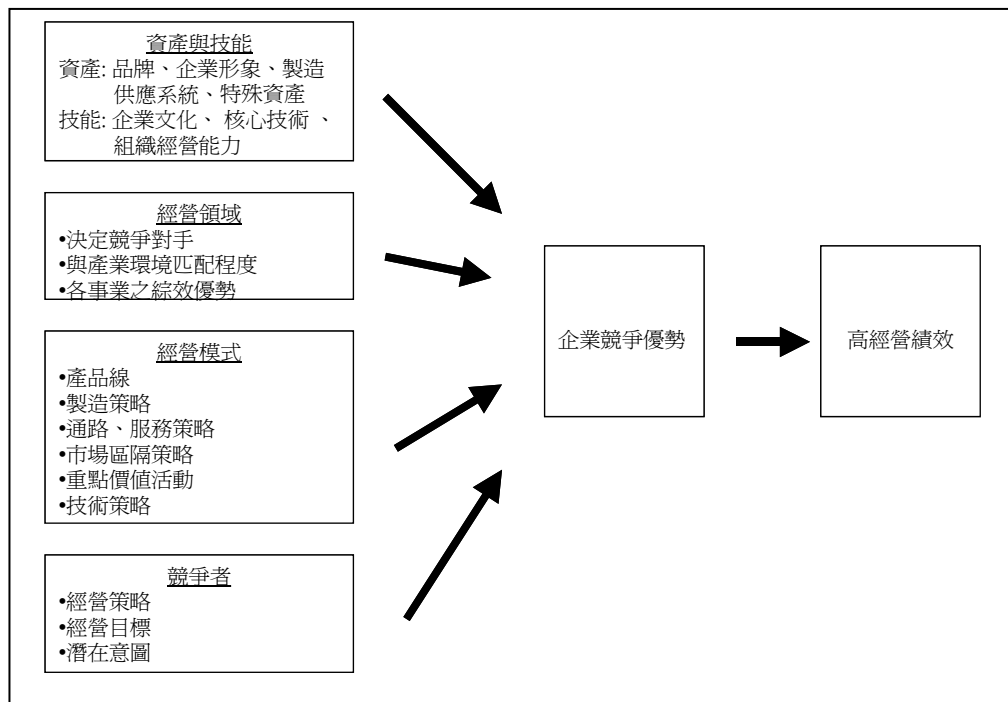 資產與技能
資產: 品牌、企業形象、製造
供應系統、特殊資產
技能: 企業文化、 核心技術 、
組織經營能力
經營領域
•決定競爭對手
•與產業環境匹配程度
•各事業之綜效優勢
經營模式
•產品線
•製造策略
•通路、服務策略
•市場區隔策略
•重點價值活動
•技術策略
競爭者
•經營策略
•經營目標
•潛在意圖
企業競爭優勢
高經營績效